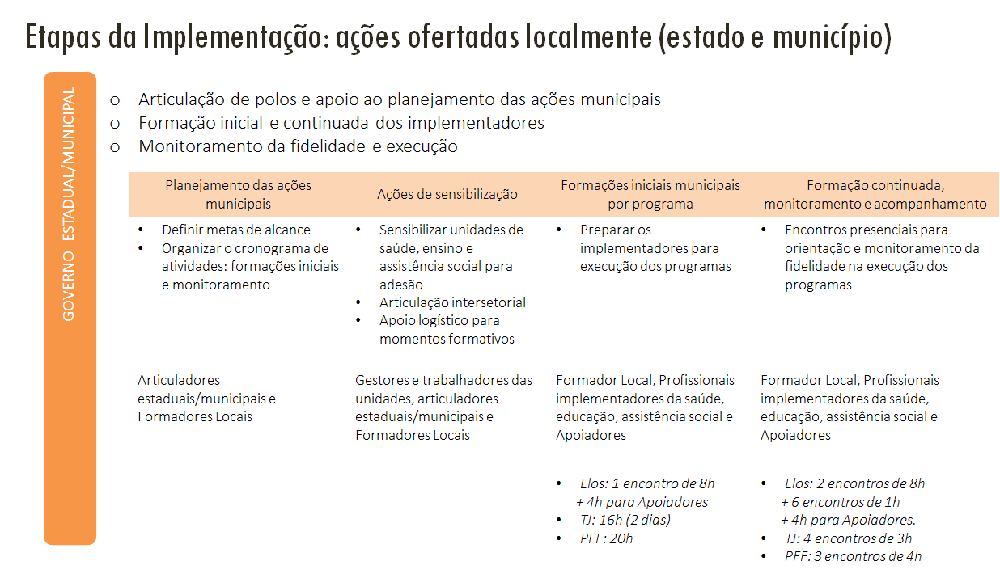 Etapas da Implementação: ações ofertadas localmente (estado e município)
GOVERNO ESTADUAL/MUNICIPAL
o Articulação de polos e apoio ao planejamento das ações municipais
o Formação inicial e continuada dos implementadores
o Monitoramento da fidelidade e execução
Planejamento das ações
municipais
• Definir metas de alcance
• Organizar o cronograma de
atividades: formações iniciais
e monitoramento
Articuladores
estaduais/municipais e
Formadores Locais
Ações de sensibilização
• Sensibilizar unidades de
saúde, ensino e
assistência social para
adesão
• Articulação intersetorial
• Apoio logístico para
momentos formativos
Gestores e trabalhadores das
unidades, articuladores
estaduais/municipais e
Formadores Locais
Formações iniciais municipais
por programa
• Preparar os
implementadores para
execução dos programas
Formador Local, Profissionais
implementadores da saúde,
educação, assistência social e
Apoiadores
• Elos: 1 encontro de 8h
+ 4h para Apoiadores
• TJ: 16h (2 dias)
• PFF: 20h
Formação continuada,
monitoramento e acompanhamento
• Encontros presenciais para
orientação e monitoramento da
fidelidade na execução dos
programas
Formador Local, Profissionais
implementadores da saúde,
educação, assistência social e
Apoiadores
• Elos: 2 encontros de 8h
+ 6 encontros de 1h
+ 4h para Apoiadores.
• TJ: 4 encontros de 3h
• PFF: 3 encontros de 4h